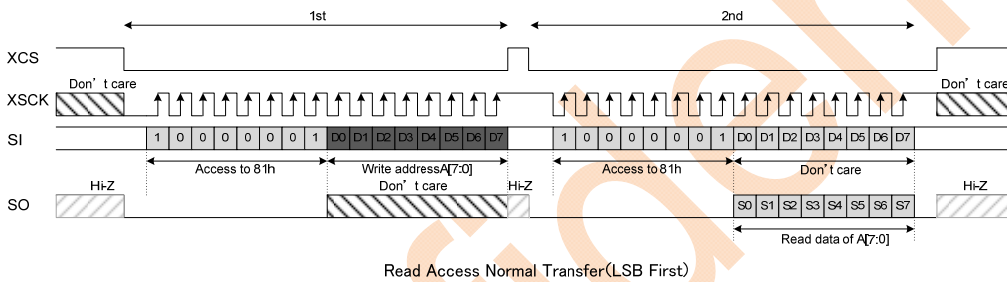 1st 2nd
XCS
Don't care Don't care
XSCK
SI 1 0 0 0 0 0 0 1 D0 D1 D2 D3 D4 D5 D6 D7 1 0 0 0 0 0 0 1 D0 D1 D2 D3 D4 D5 D6 D7
Access to 81h Write addressA[7:0] Access to 81h Don't care
Hi-Z Don't care Hi-Z Hi-Z
SO S0 S1 S2 S3 S4 S5 S6 S7
Read data of A[7:0]
Read Access Normal Transfer(LSB First)